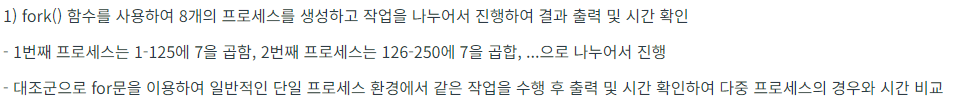 1) fork() 함수를 사용하여 8개의 프로세스를 생성하고 작업을 나누어서 진행하여 결과 출력 및 시간 확인
- 1번째 프로세스는 1-125에 7을 곱함, 2번째 프로세스는 126-250에 7을 곱합, ...으로 나누어서 진행
- 대조군으로 for문을 이용하여 일반적인 단일 프로세스 환경에서 같은 작업을 수행 후 출력 및 시간 확인하여 다중 프로세스의 경우와 시간 비교